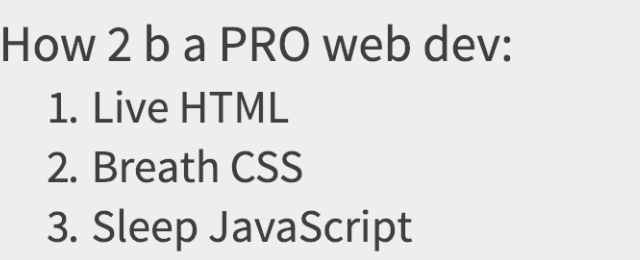 How 2 b a PRO web dev:
1. Live HTML
2. Breath CSS
3. Sleep JavaScript